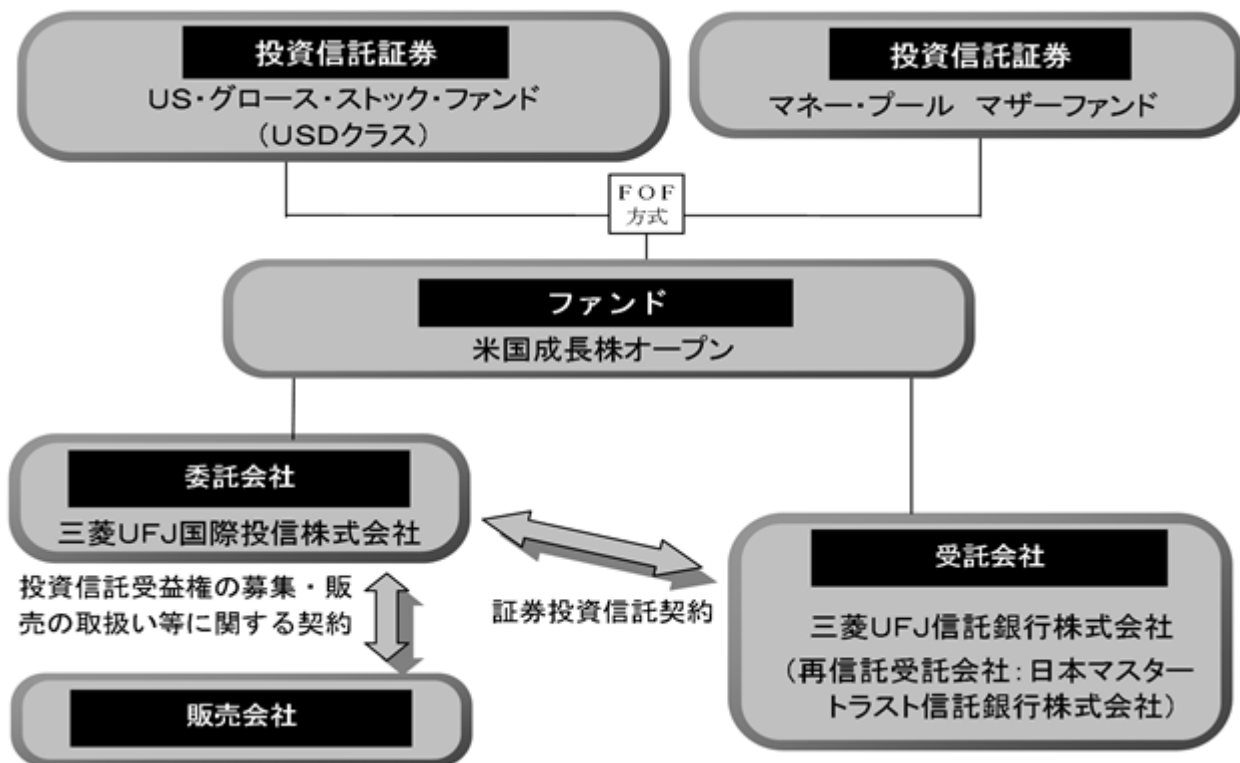 投資信託証券
US・グロース・ストック・ファンド
(USDクラス)
投資信託証券
マネー・プール マザーファンド
FOF
方式
ファンド
米国成長株オープン
委託会社
三菱UFJ国際投信株式会社
投資信託受益権の募集・販
売の取扱い等に関する契約
証券投資信託契約
受託会社
三菱UFJ信託銀行株式会社
(再信託受託会社:日本マスター
トラスト信託銀行株式会社)
販売会社